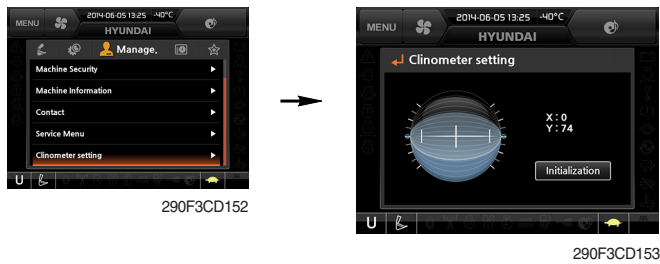 MENU
2014-06-05 13:25 -40°C
HYUNDAI
Manage.
Machine Security
Machine Information
Contact
Service Menu
Clinometer setting
U
290F3CD152
MENU
2014-06-05 13:25 -40°C
HYUNDAI
Clinometer setting
X : 0
Y : 74
Initialization
U
290F3CD153